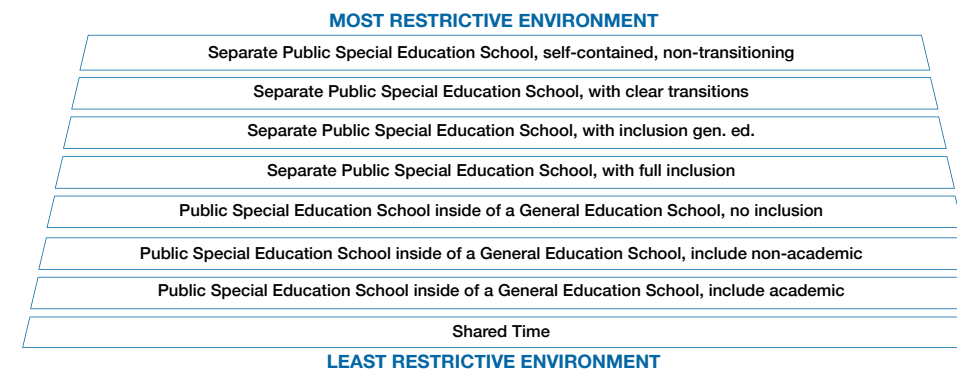 MOST RESTRICTIVE ENVIRONMENT
Separate Public Special Education School, self-contained, non-transitioning
Separate Public Special Education School, with clear transitions
Separate Public Special Education School, with inclusion gen. ed.
Separate Public Special Education School, with full inclusion
Public Special Education School inside of a General Education School, no inclusion
Public Special Education School inside of a General Education School, include non-academic
Public Special Education School inside of a General Education School, include academic
Shared Time
LEAST RESTRICTIVE ENVIRONMENT